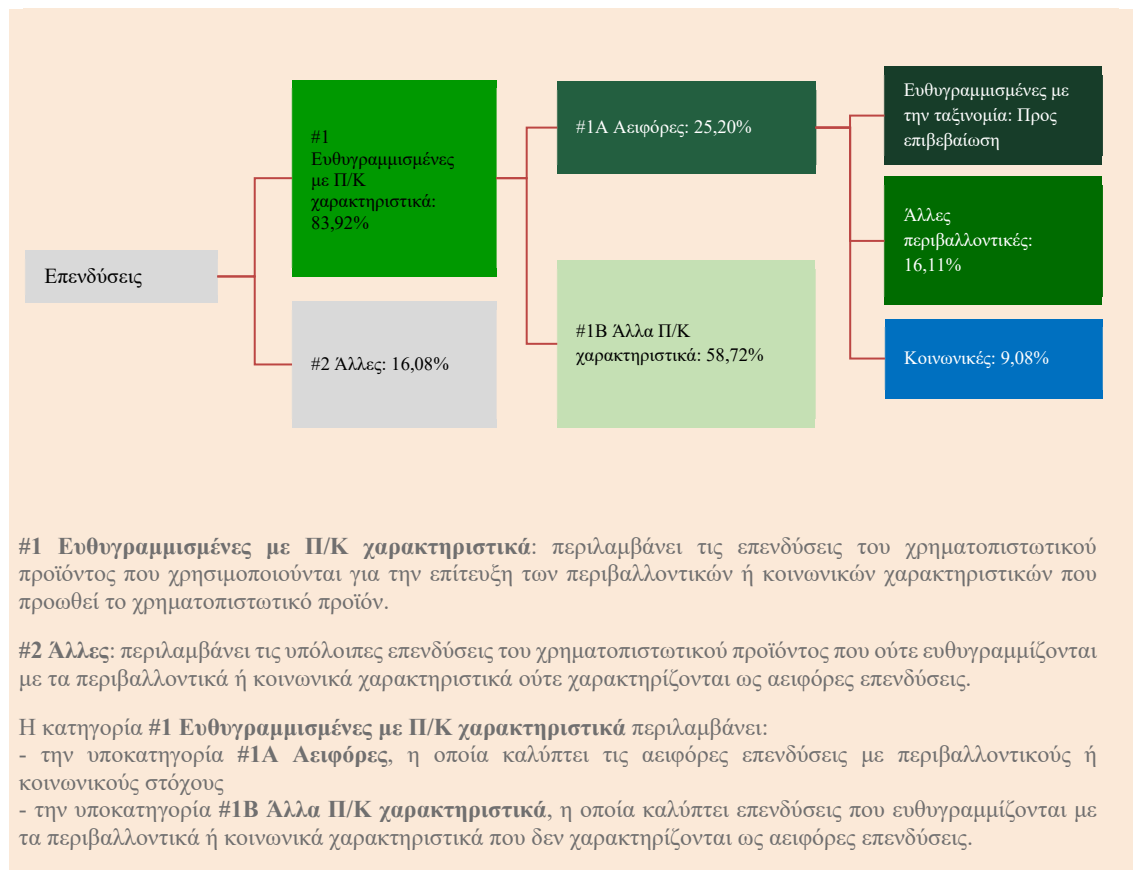 Επενδύσεις
#1
Ευθυγραμμισμένες
με Π/Κ
χαρακτηριστικά:
83,92%
#2 Άλλες: 16,08%
#1Α Αειφόρες: 25,20%
#1Β Άλλα Π/Κ
χαρακτηριστικά: 58,72%
Ευθυγραμμισμένες με
την ταξινομία: Προς
επιβεβαίωση
Άλλες
περιβαλλοντικές:
16,11%
Κοινωνικές: 9,08%
#1 Ευθυγραμμισμένες με Π/Κ χαρακτηριστικά: περιλαμβάνει τις επενδύσεις του χρηματοπιστωτικού
προϊόντος που χρησιμοποιούνται για την επίτευξη των περιβαλλοντικών ή κοινωνικών χαρακτηριστικών που
προωθεί το χρηματοπιστωτικό προϊόν.
#2 Άλλες: περιλαμβάνει τις υπόλοιπες επενδύσεις του χρηματοπιστωτικού προϊόντος που ούτε ευθυγραμμίζονται
με τα περιβαλλοντικά ή κοινωνικά χαρακτηριστικά ούτε χαρακτηρίζονται ως αειφόρες επενδύσεις.
Η κατηγορία #1 Ευθυγραμμισμένες με Π/Κ χαρακτηριστικά περιλαμβάνει:
- την υποκατηγορία #1Α Αειφόρες, η οποία καλύπτει τις αειφόρες επενδύσεις με περιβαλλοντικούς ή
κοινωνικούς στόχους
- την υποκατηγορία #1Β Άλλα Π/Κ χαρακτηριστικά, η οποία καλύπτει επενδύσεις που ευθυγραμμίζονται με
τα περιβαλλοντικά ή κοινωνικά χαρακτηριστικά που δεν χαρακτηρίζονται ως αειφόρες επενδύσεις.